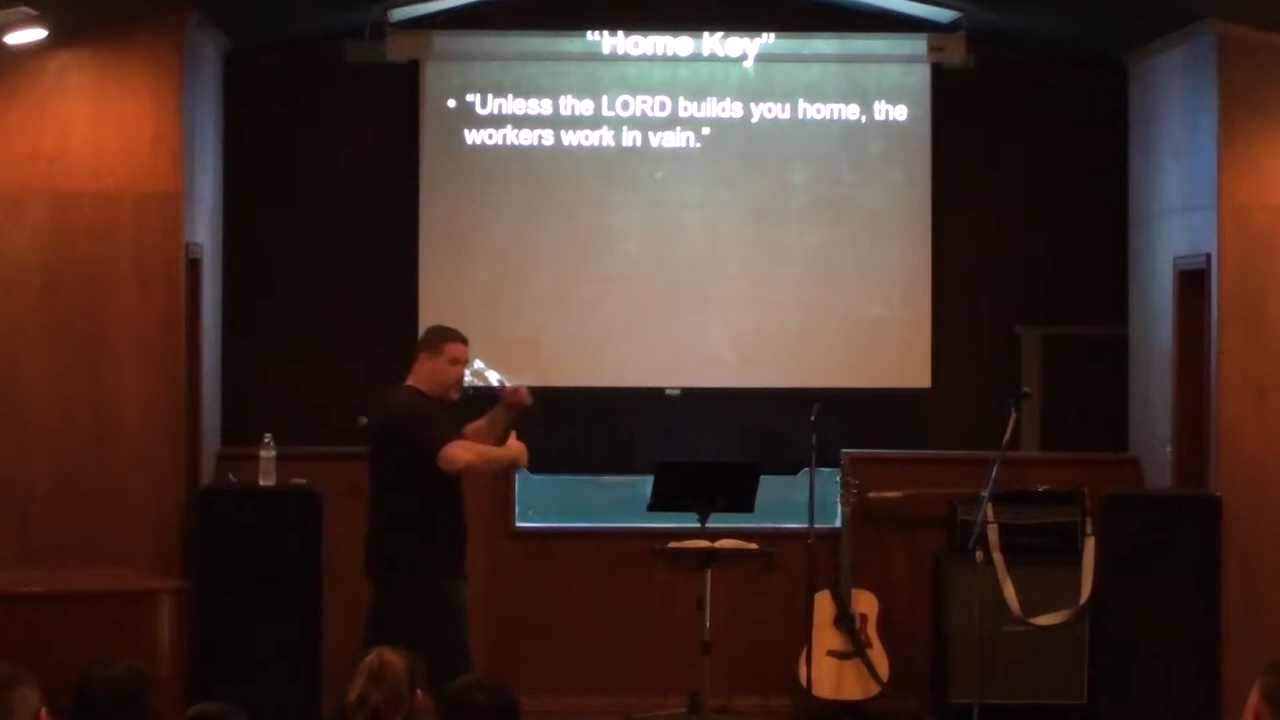 “Home Key”
• “Unless the LORD builds you home, the
workers work in vain.”